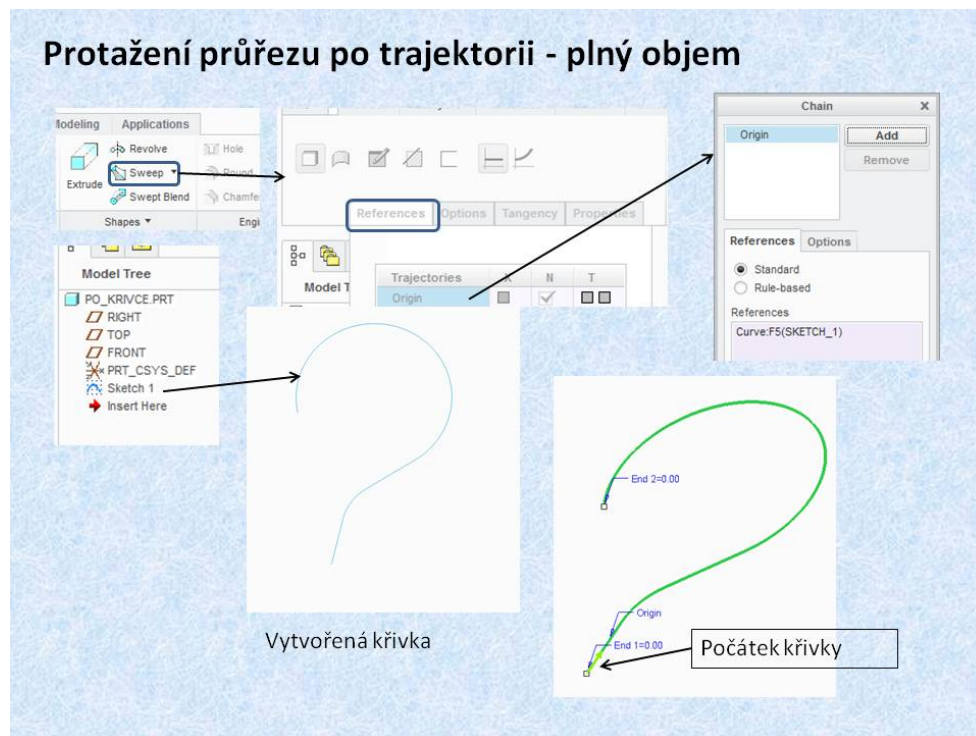 Protažení průřezu po trajektorii - plný objem
Modeling Applications
Revolve
Sweep
Swept Blend
Extrude
Hole
Round
Shapes
Model Tree
PO_KRIVCE.PRT
RIGHT
TOP
FRONT
PRT_CSYS_DEF
Sketch 1
Insert Here
References Options Tangency Properties
Trajectories X N T
Origin
Chain X
Origin
Add
Remove
References Options
Standard
Rule-based
References
Curve:F5(SKETCH_1)
End 2=0.00
Origin
End 1=0.00
Vytvořená křivka
Počátek křivky